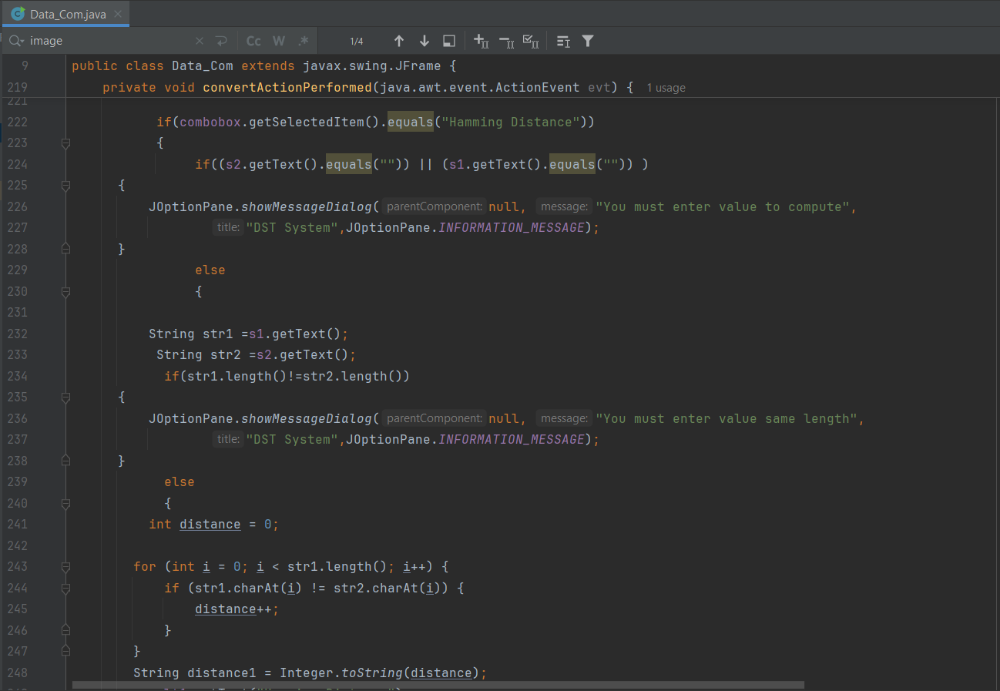 Data_Com.java
image Cc W .* 1/4
9 public class Data_Com extends javax.swing.JFrame {
219 private void convertActionPerformed(java.awt.event.ActionEvent evt) { 1 usage
221
222 if(combobox.getSelectedItem().equals("Hamming Distance"))
223 {
224 if((s2.getText().equals("")) || (s1.getText().equals("")) )
225 {
226 JOptionPane.showMessageDialog( parentComponent: null, message: "You must enter value to compute",
227 title: "DST System",JOptionPane.INFORMATION_MESSAGE);
228 }
229 else
230 {
231
232 String str1 =s1.getText();
233 String str2 =s2.getText();
234 if(str1.length()!=str2.length())
235 {
236 JOptionPane.showMessageDialog( parentComponent: null, message: "You must enter value same length",
237 title: "DST System",JOptionPane.INFORMATION_MESSAGE);
238 }
239 else
240 {
241 int distance = 0;
242
243 for (int i = 0; i < str1.length(); i++) {
244 if (str1.charAt(i) != str2.charAt(i)) {
245 distance++;
246 }
247 }
248 String distance1 = Integer.toString(distance);